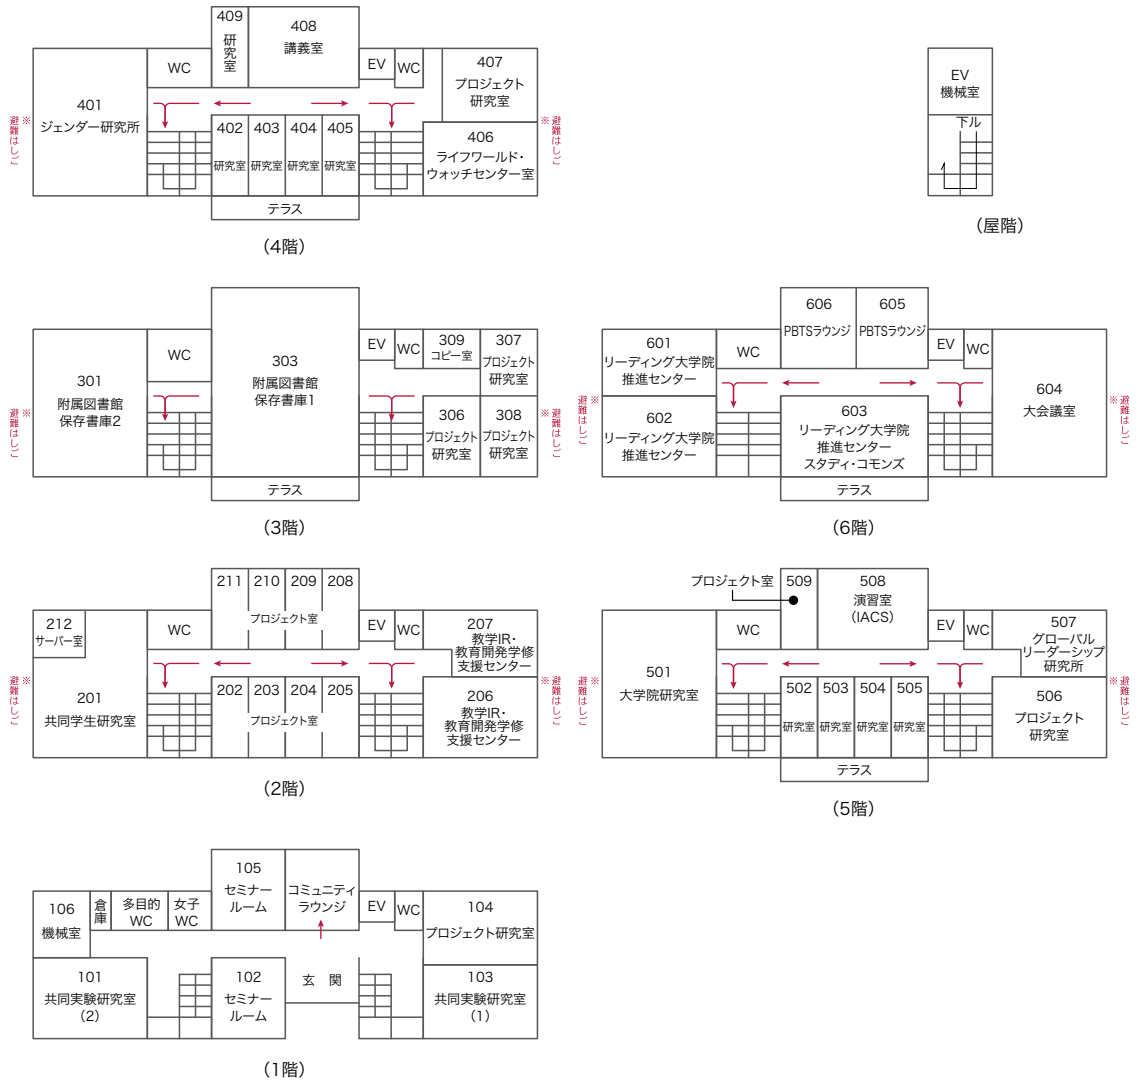 409
研究室
408
講義室
WC
EV
WC
407
プロジェクト
研究室
401
ジェンダー研究所
402
研究室
403
研究室
404
研究室
405
研究室
406
ライフワールド・
ウォッチセンター室
※避難はしご
※避難はしご
テラス
（4階）
EV
機械室
下ル
（屋階）
301
附属図書館
保存書庫2
WC
303
附属図書館
保存書庫1
EV
WC
309
コピー室
307
プロジェクト
研究室
306
プロジェクト
研究室
308
プロジェクト
研究室
※避難はしご
※避難はしご
テラス
（3階）
606
PBTSラウンジ
605
PBTSラウンジ
601
リーディング大学院
推進センター
WC
EV
WC
604
大会議室
602
リーディング大学院
推進センター
603
リーディング大学院
推進センター
スタディ・コモンズ
※避難はしご
※避難はしご
テラス
（6階）
211
210
209
208
プロジェクト室
212
サーバー室
WC
EV
WC
207
教学IR・
教育開発学修
支援センター
201
共同学生研究室
202
203
204
205
プロジェクト室
206
教学IR・
教育開発学修
支援センター
※避難はしご
※避難はしご
（2階）
プロジェクト室
509
508
演習室
（IACS）
WC
EV
WC
507
グローバル
リーダーシップ
研究所
501
大学院研究室
502
研究室
503
研究室
504
研究室
505
研究室
506
プロジェクト
研究室
※避難はしご
※避難はしご
テラス
（5階）
105
セミナー
ルーム
コミュニティ
ラウンジ
106
機械室
倉庫
多目的
WC
女子
WC
EV
WC
104
プロジェクト研究室
101
共同実験研究室
（2）
102
セミナー
ルーム
玄 関
103
共同実験研究室
（1）
（1階）